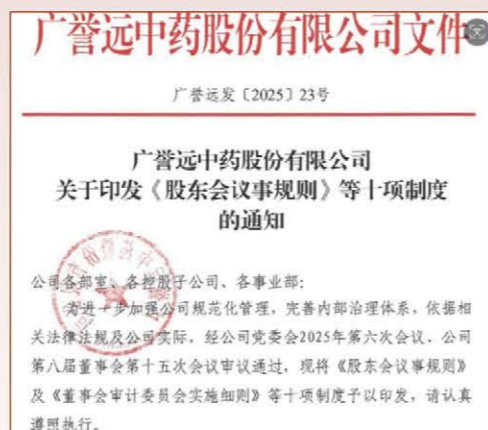 广誉远中药股份有限公司文件
广誉远发〔2025〕23号
广誉远中药股份有限公司
关于印发《股东会议事规则》等十项制度
的通知
公司各部室、各控股子公司、各事业部：
为进一步加强公司规范化管理，完善内部治理体系，依据相
关法律法规及公司实际，经公司党委会2025年第六次会议、公司
第八届董事会第十五次会议审议通过，现将《股东会议事规则》
及《董事会审计委员会实施细则》等十项制度予以印发，请认真
遵照执行。